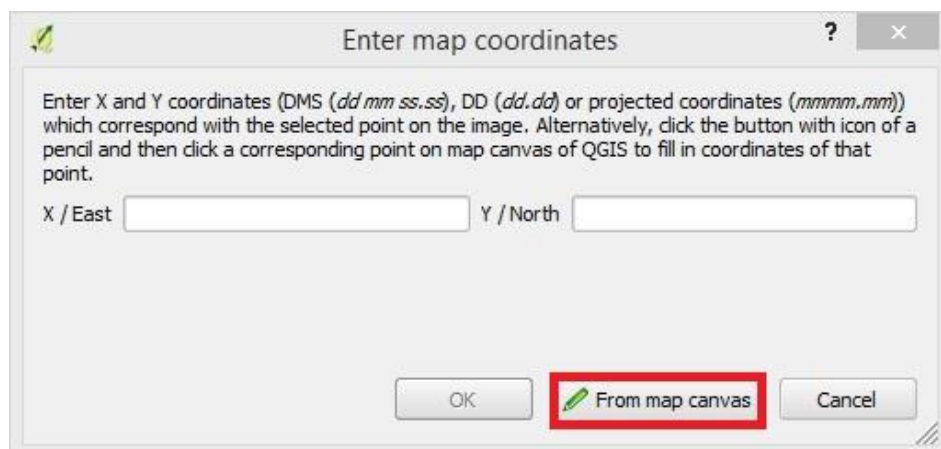 Enter map coordinates ?
Enter X and Y coordinates (DMS (dd mm ss.ss), DD (dd.dd) or projected coordinates (mmmm.mm))
which correspond with the selected point on the image. Alternatively, click the button with icon of a
pencil and then click a corresponding point on map canvas of QGIS to fill in coordinates of that
point.
X / East Y / North
OK From map canvas Cancel